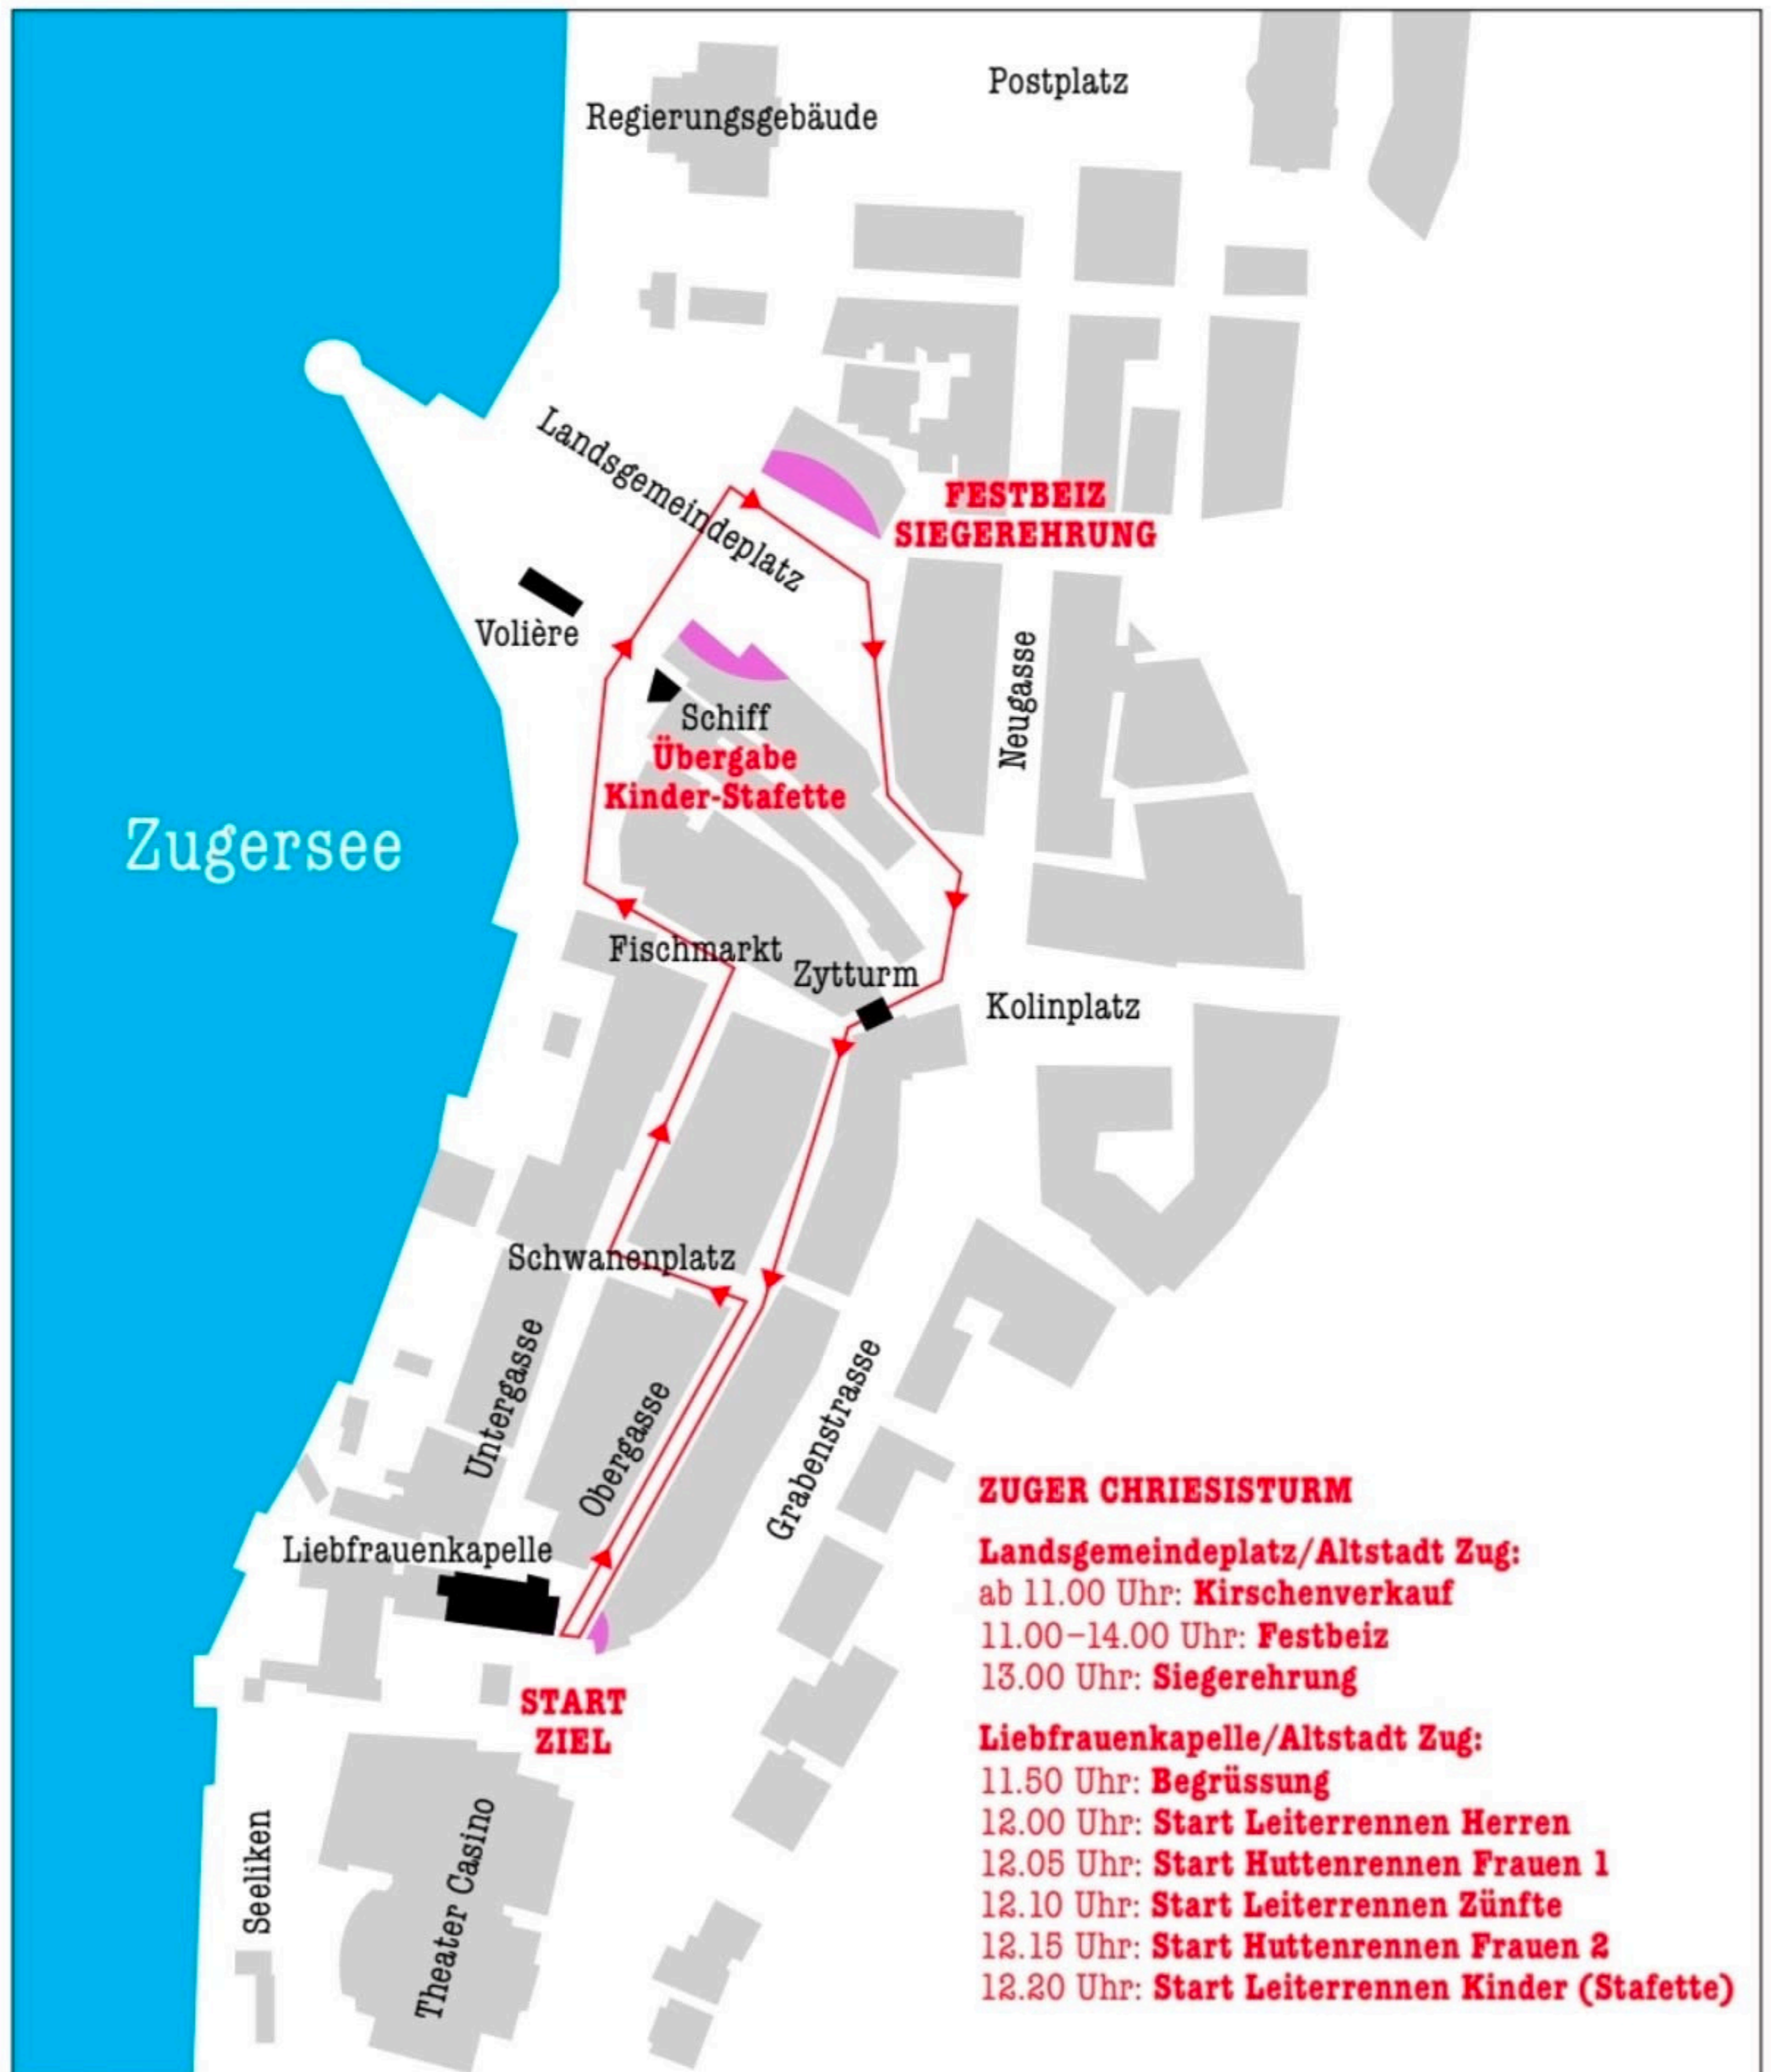 Postplatz
Regierungsgebäude
Landsgemeindeplatz
FESTBEIZ
SIEGEREHRUNG
Volière
Neugasse
Schiff
Übergabe
Kinder-Stafette
Zugersee
Fischmarkt
Zytturm
Kolinplatz
Schwanenplatz
Untergasse
Obergasse
Grabenstrasse
Liebfrauenkapelle
START
ZIEL
Seeliken
Theater Casino
ZUGER CHRIESISTURM
Landsgemeindeplatz/Altstadt Zug:
ab 11.00 Uhr: Kirschenverkauf
11.00–14.00 Uhr: Festbeiz
13.00 Uhr: Siegerehrung
Liebfrauenkapelle/Altstadt Zug:
11.50 Uhr: Begrüssung
12.00 Uhr: Start Leiterrennen Herren
12.05 Uhr: Start Huttenrennen Frauen 1
12.10 Uhr: Start Leiterrennen Zünfte
12.15 Uhr: Start Huttenrennen Frauen 2
12.20 Uhr: Start Leiterrennen Kinder (Stafette)